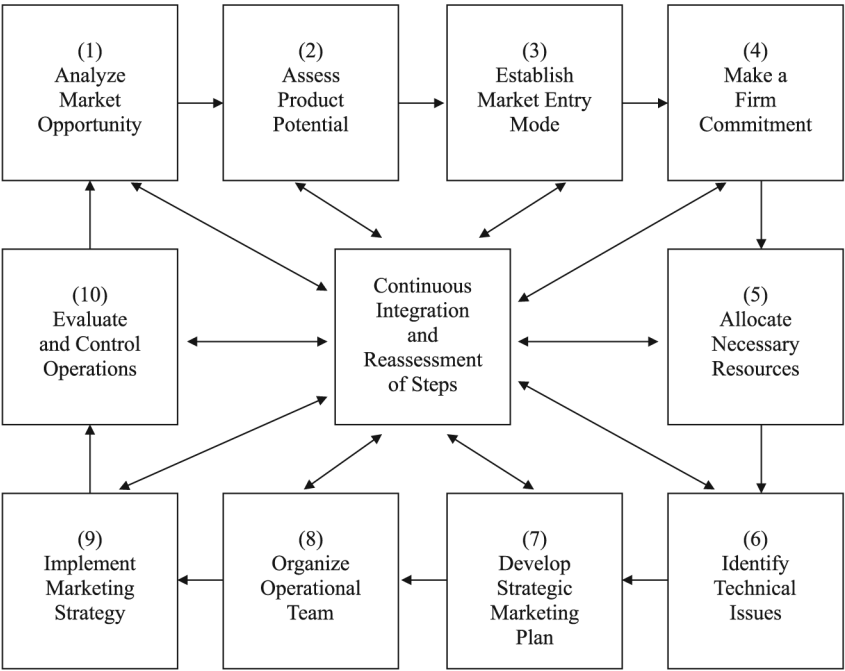 (1)
Analyze
Market
Opportunity
(2)
Assess
Product
Potential
(3)
Establish
Market Entry
Mode
(4)
Make a
Firm
Commitment
(10)
Evaluate
and Control
Operations
Continuous
Integration
and
Reassessment
of Steps
(5)
Allocate
Necessary
Resources
(9)
Implement
Marketing
Strategy
(8)
Organize
Operational
Team
(7)
Develop
Strategic
Marketing
Plan
(6)
Identify
Technical
Issues